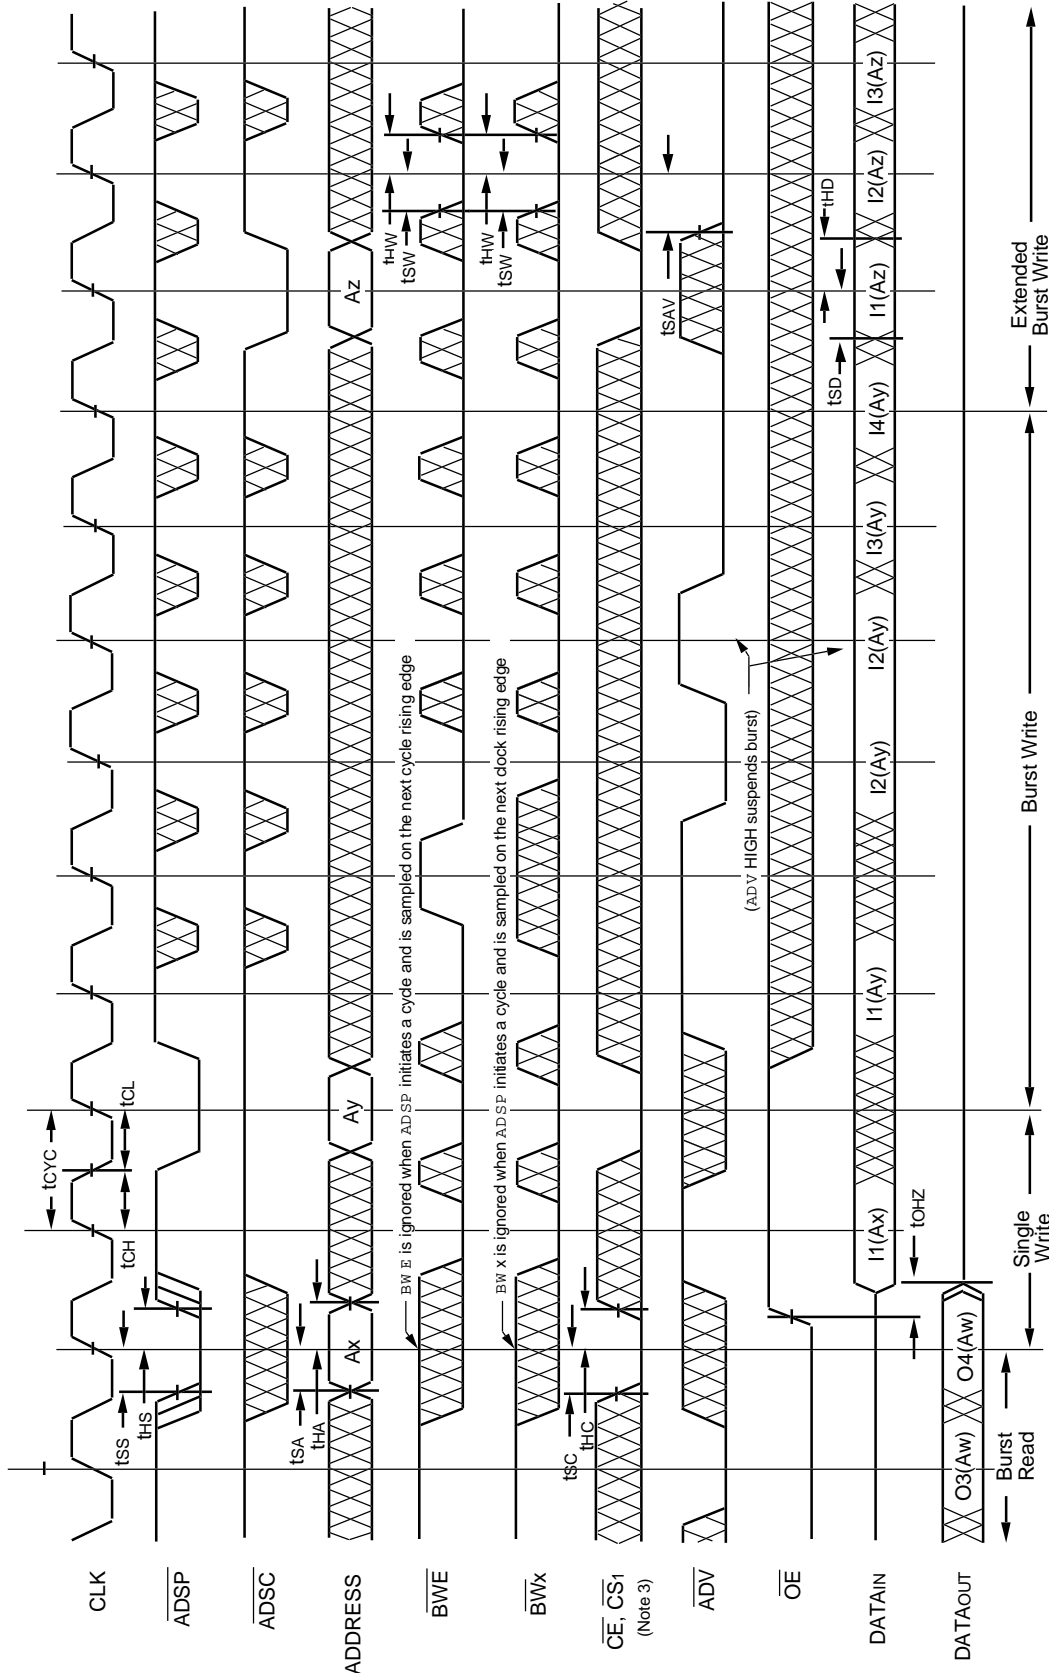 CLK
ADSP
ADSC
ADDRESS
BWE
BWx
CE, CS1
(Note 3)
ADV
OE
DATAIN
DATAOUT
tCYC
tCH
tCL
tSS
tHS
tSA
tHA
Ax
Ay
Az
BW E is ignored when ADSP initiates a cycle and is sampled on the next cycle rising edge
tHW
tSW
BW x is ignored when ADSP initiates a cycle and is sampled on the next dock rising edge
tHW
tSW
tSC
tHC
tSAV
(ADV HIGH suspends burst)
tSD
tHD
I1(Ax)
I1(Ay)
I2(Ay)
I2(Ay)
I3(Ay)
I4(Ay)
I1(Az)
I2(Az)
I3(Az)
tOHZ
O3(Aw)
O4(Aw)
Burst
Read
Single
Write
Burst Write
Extended
Burst Write